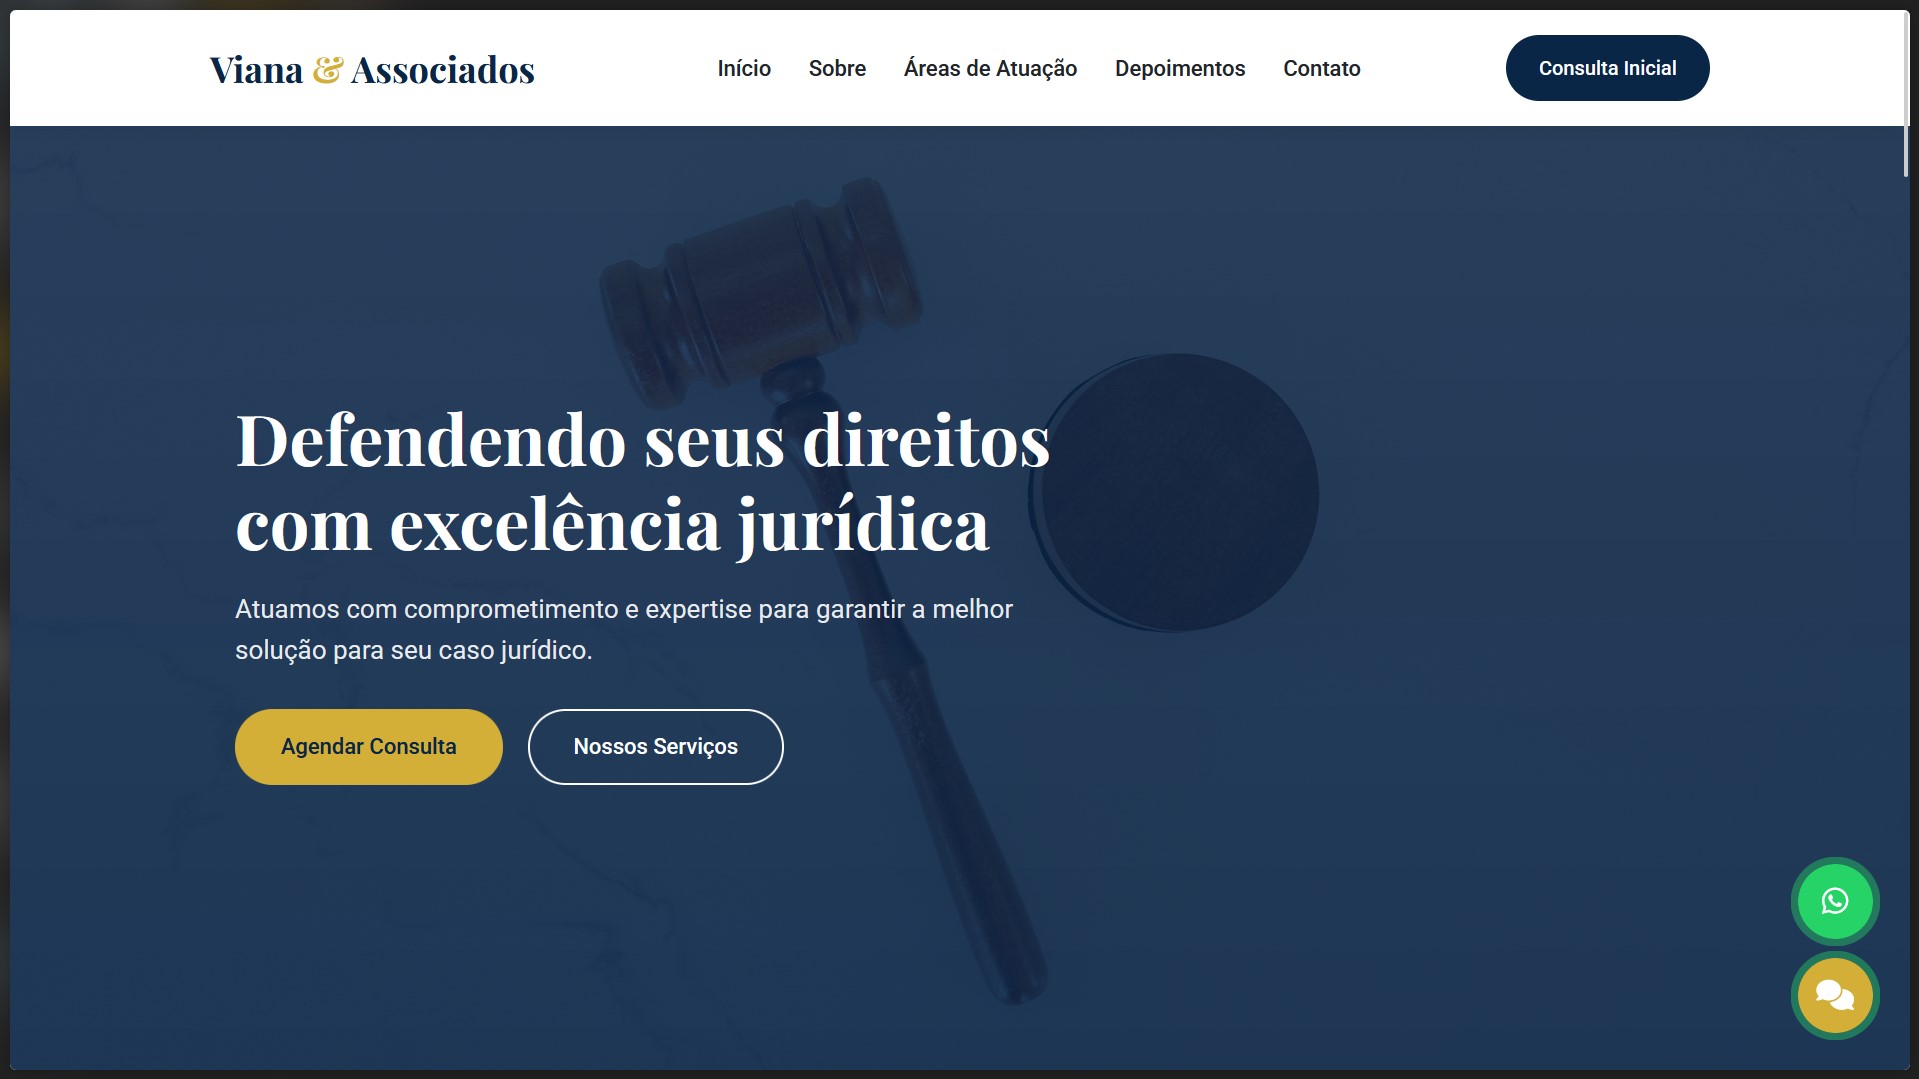 Viana & Associados
Início
Sobre
Áreas de Atuação
Depoimentos
Contato
Consulta Inicial
Defendendo seus direitos
com excelência jurídica
Atuamos com comprometimento e expertise para garantir a melhor
solução para seu caso jurídico.
Agendar Consulta
Nossos Serviços